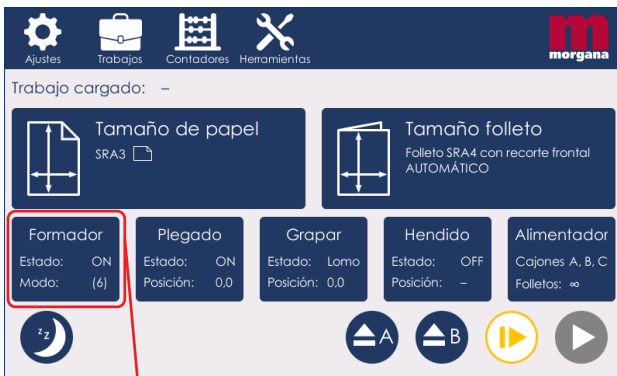 Ajustes Trabajos Contadores Herramientas morgana
Trabajo cargado: –
Tamaño de papel
SRA3
Tamaño folleto
Folleto SRA4 con recorte frontal
AUTOMÁTICO
Formador
Estado: ON
Modo: (6)
Plegado
Estado: ON
Posición: 0,0
Grapar
Estado: Lomo
Posición: 0,0
Hendido
Estado: OFF
Posición: –
Alimentador
Cajones A, B, C
Folletos: ∞
zz
A
B